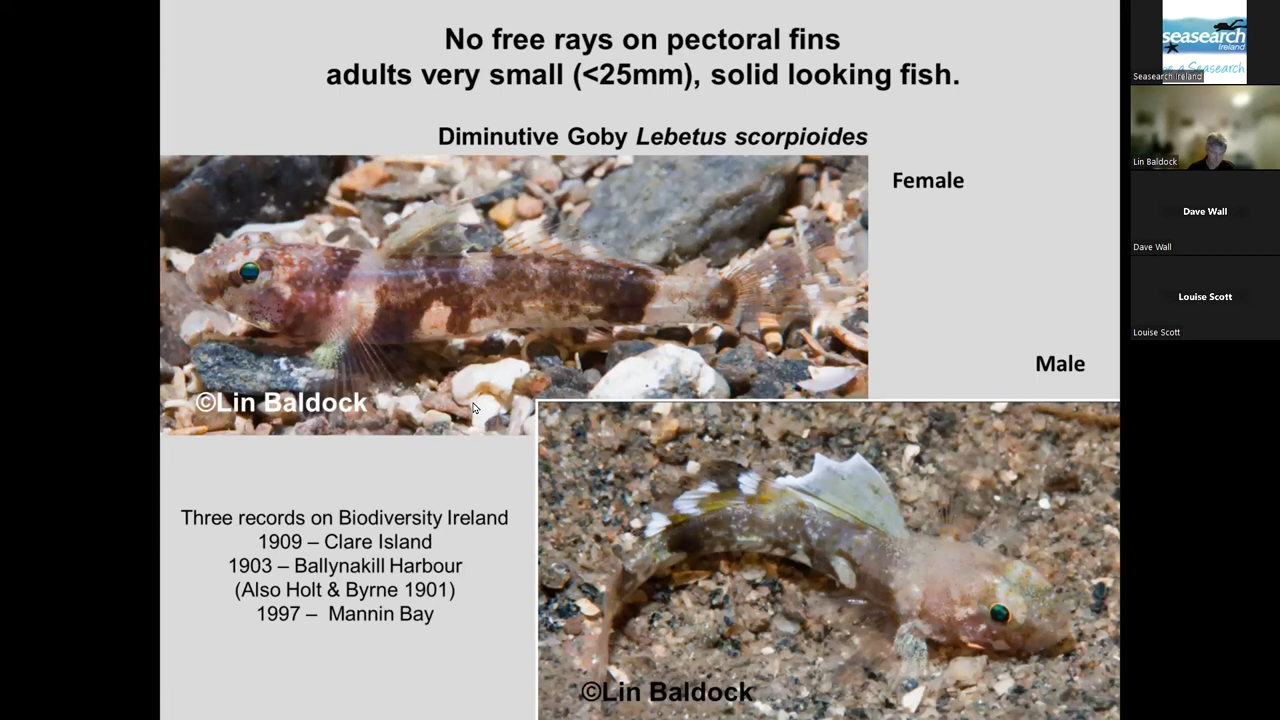 No free rays on pectoral fins
adults very small (<25mm), solid looking fish.
Diminutive Goby Lebetus scorpioides
Female
Male
©Lin Baldock
Three records on Biodiversity Ireland
1909 – Clare Island
1903 – Ballynakill Harbour
(Also Holt & Byrne 1901)
1997 – Mannin Bay
©Lin Baldock
seasearch
Ireland
a Seasearch
Seasearch Ireland
Lin Baldock
Dave Wall
Dave Wall
Louise Scott
Louise Scott